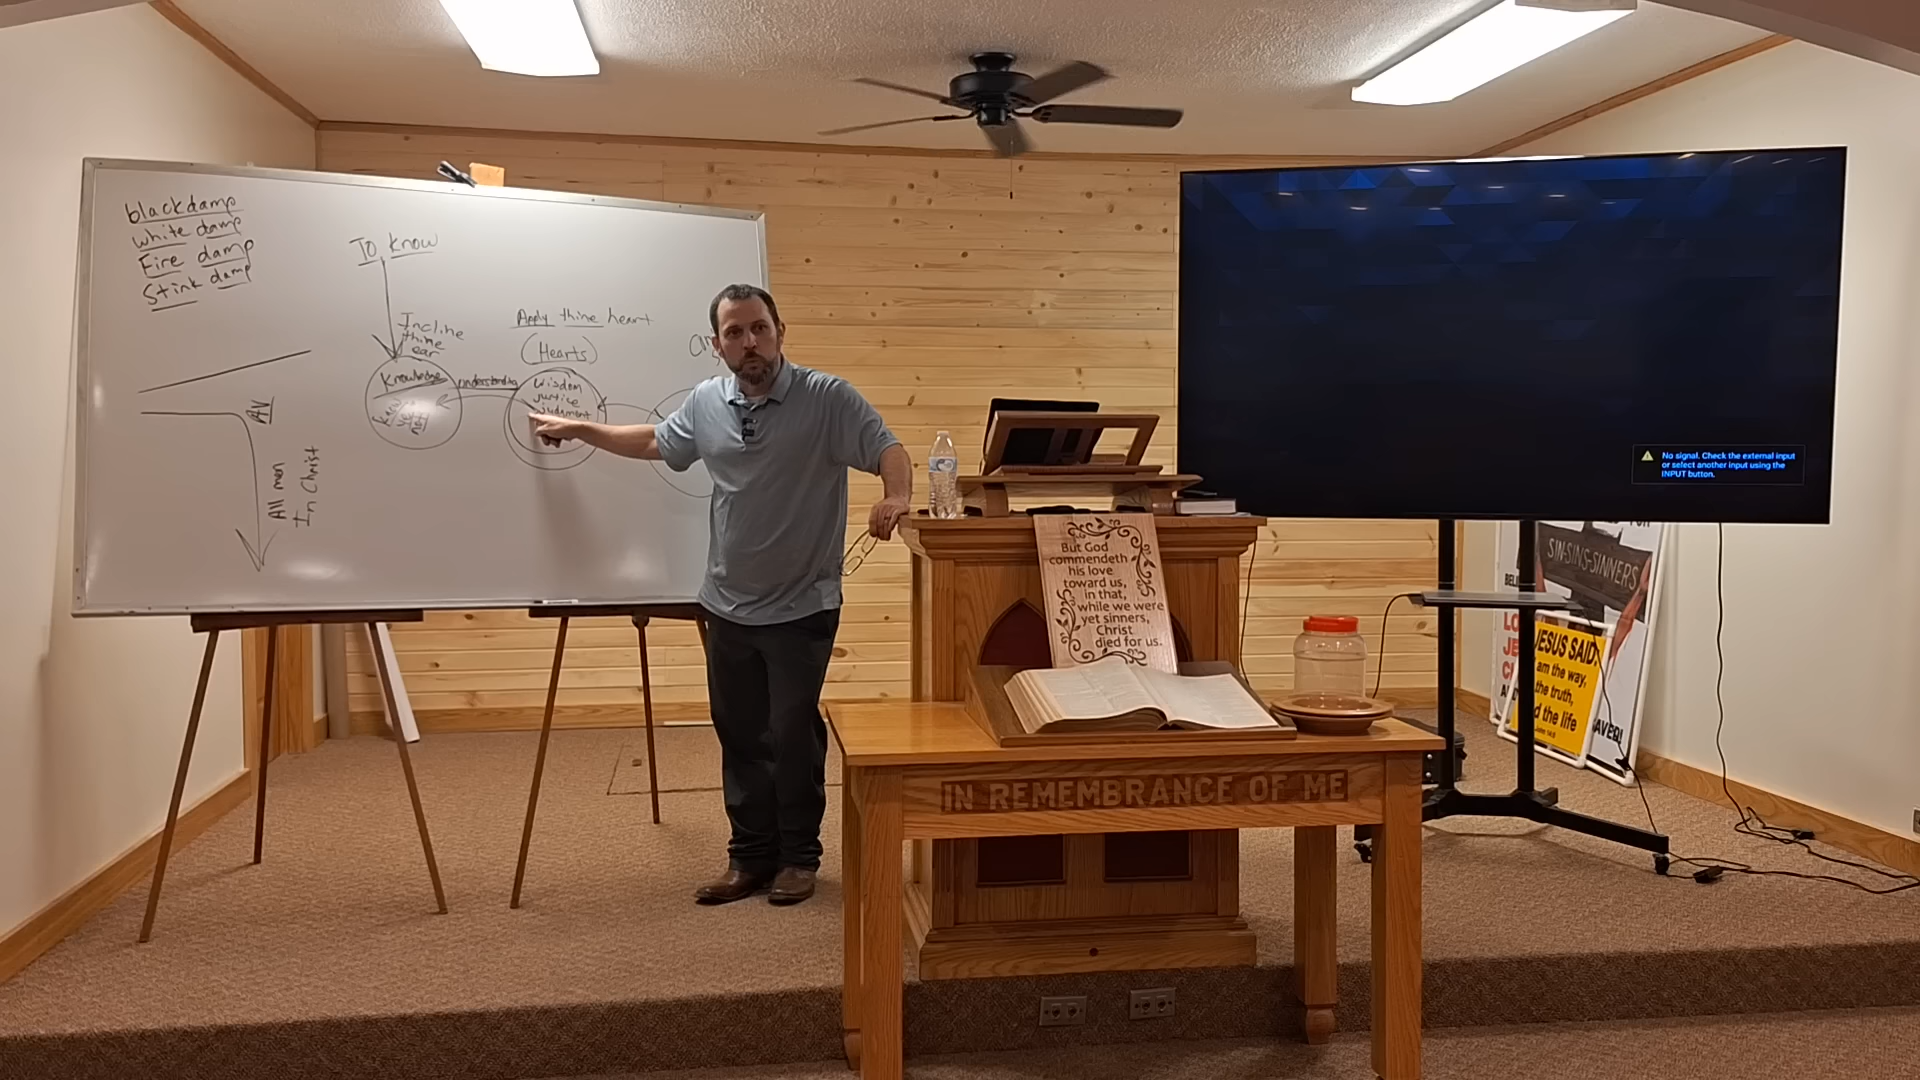 blackdamp
white damp
Fire damp
Stink damp
To know
Incline
thine
ear
Apply thine heart
(Hearts)
knowledge
understanding
wisdom
justice
judgment
AV
All men
In Christ
No signal. Check the external input
or select another input using the
INPUT button.
But God
commendeth
his love
toward us,
in that,
while we were
yet sinners,
Christ
died for us.
IN REMEMBRANCE OF ME
SIN-SINS-SINNERS
JESUS SAID,
am the way,
the truth,
d the life
AVED!